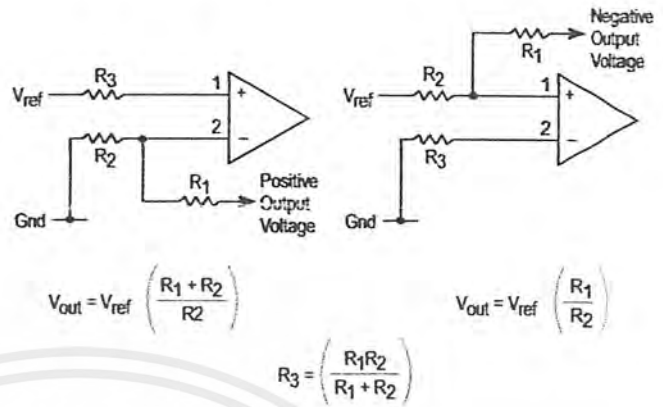 R3
Vref
1
+
2
−
R2
R1
Positive
Output
Voltage
Gnd
Negative
Output
Voltage
R1
R2
Vref
1
+
2
−
R3
Gnd
Vout = Vref (R1 + R2 / R2)
Vout = Vref (R1 / R2)
R3 = (R1R2 / R1 + R2)